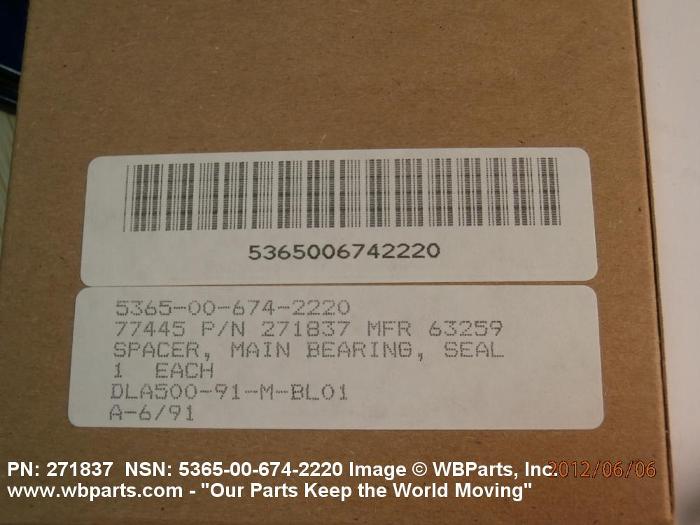 5365006742220
5365-00-674-2220
77445 P/N 271837 MFR 63259
SPACER, MAIN BEARING, SEAL
1 EACH
DLA500-91-M-BL01
A-6/91
PN: 271837 NSN: 5365-00-674-2220 Image © WBParts, Inc.
2012/06/06
www.wbparts.com - "Our Parts Keep the World Moving"